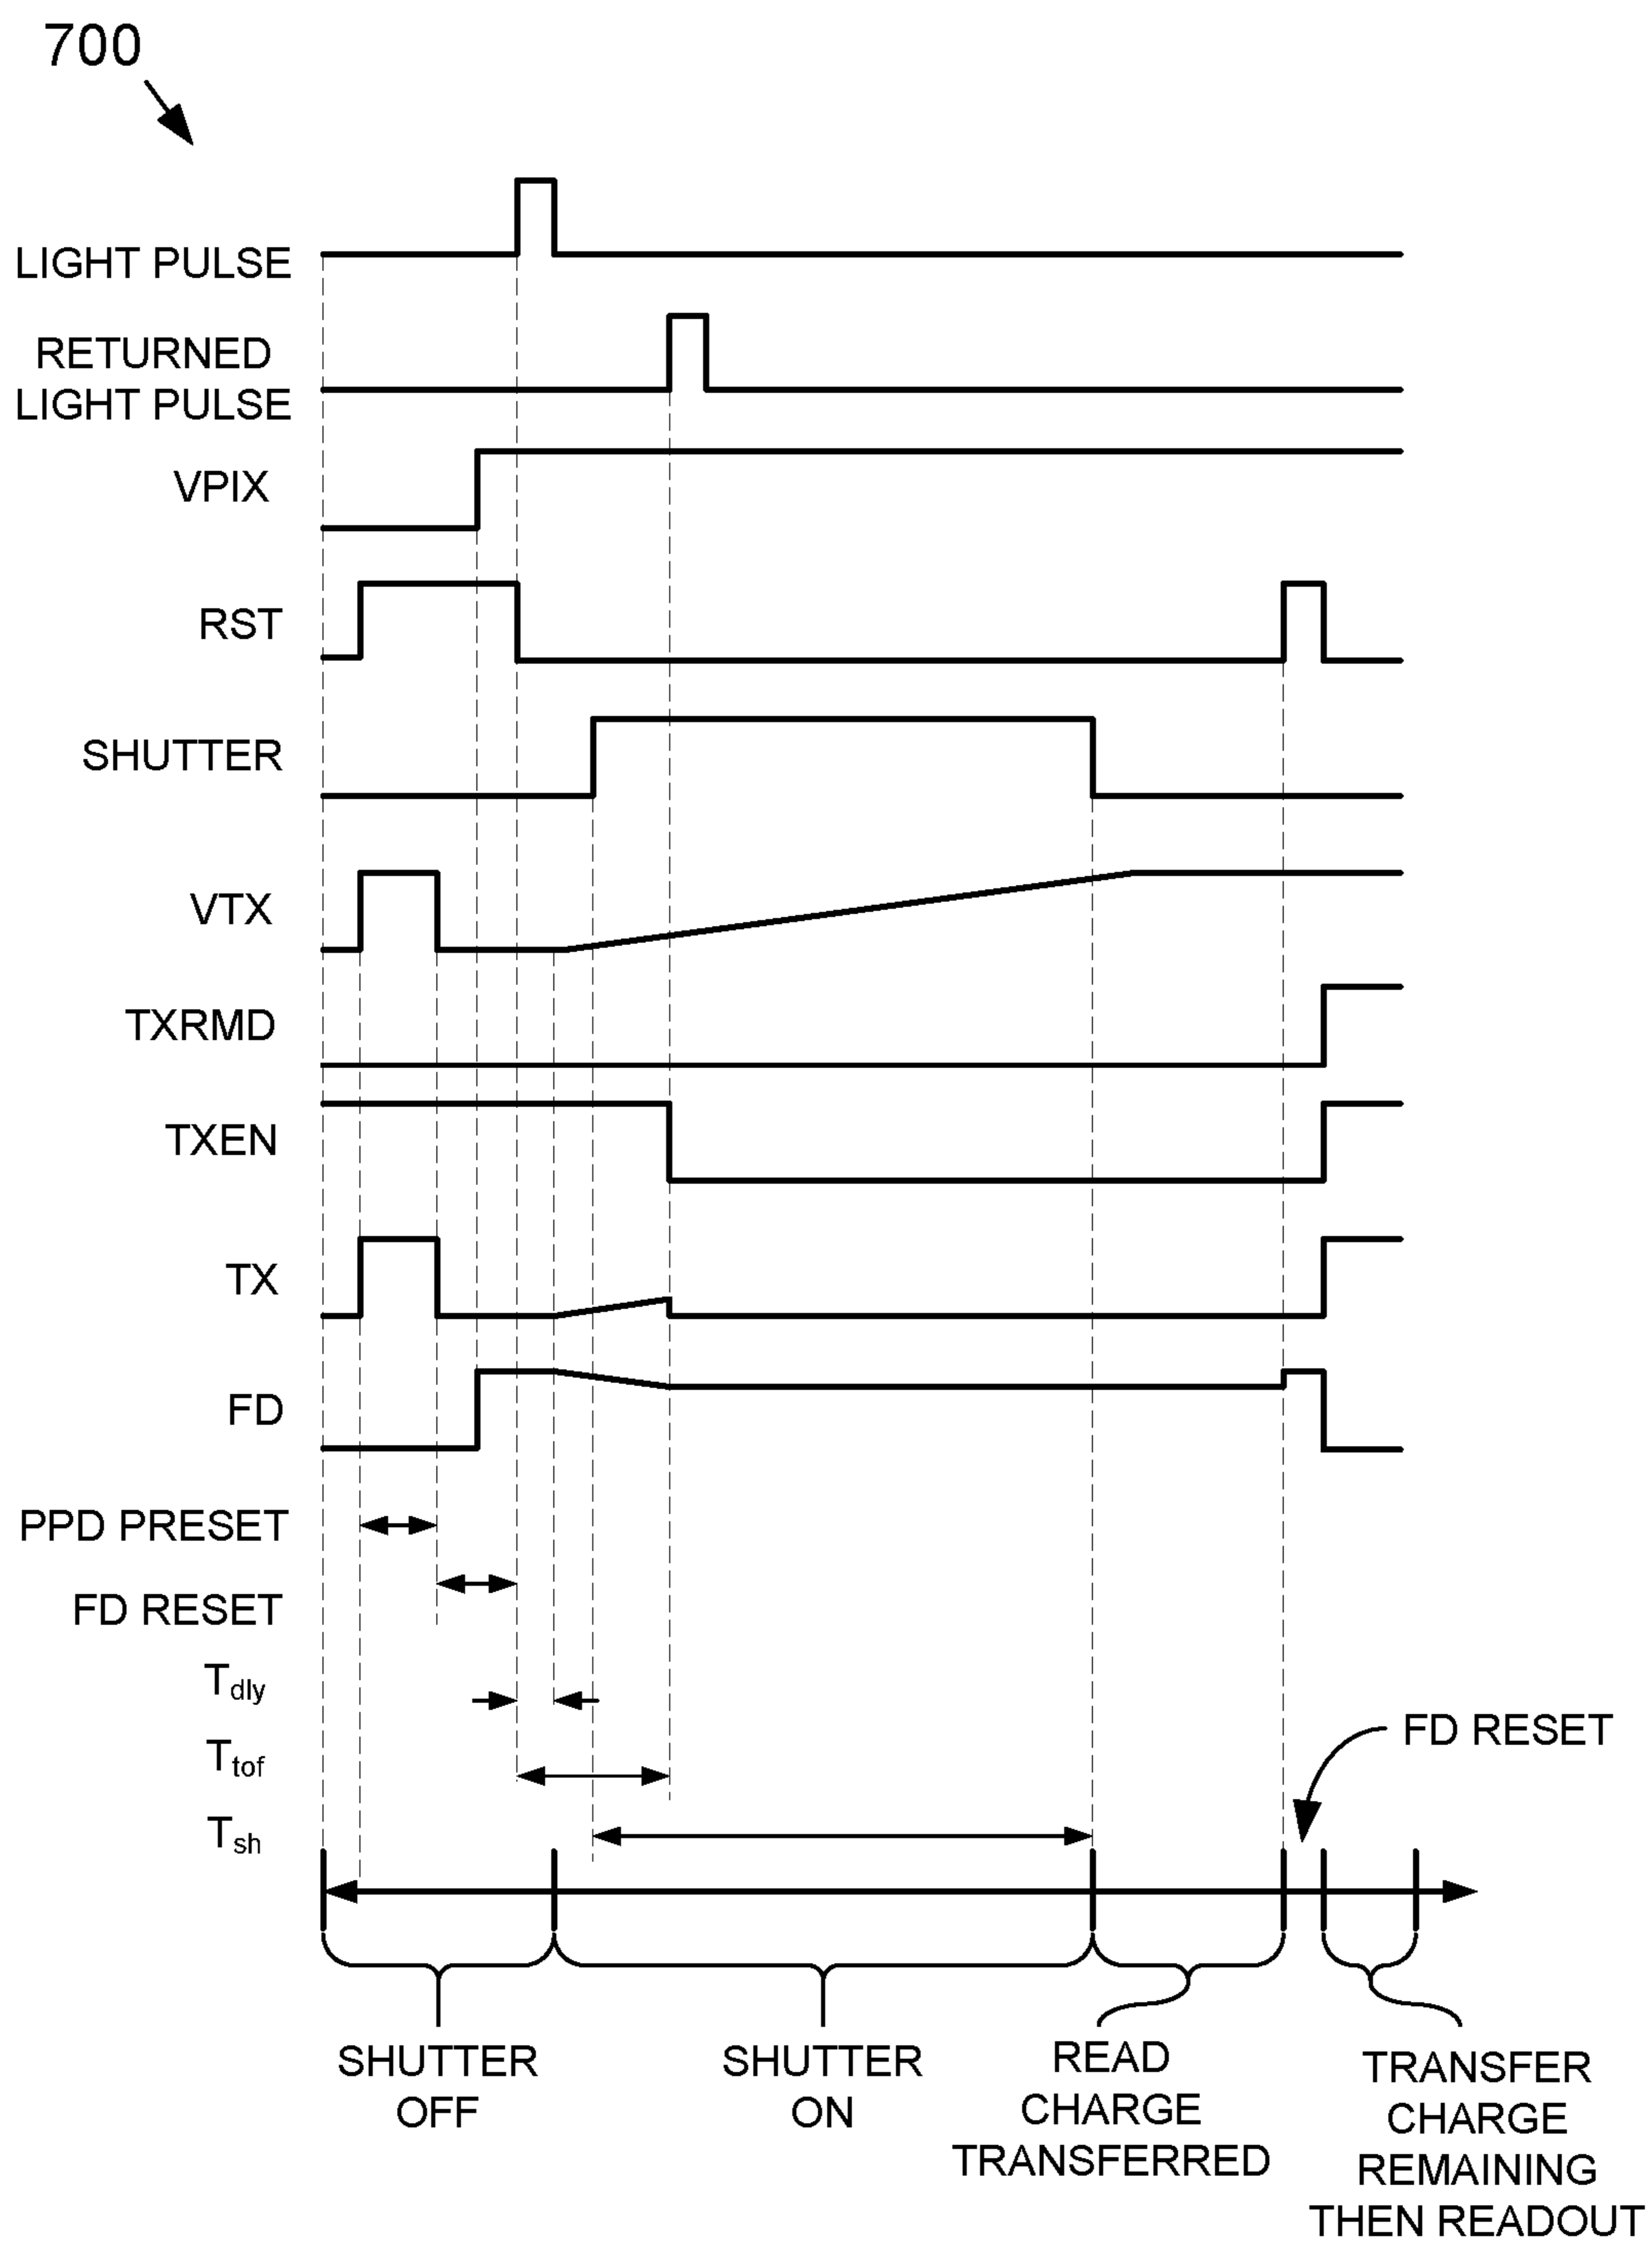 700
LIGHT PULSE
RETURNED
LIGHT PULSE
VPIX
RST
SHUTTER
VTX
TXRMD
TXEN
TX
FD
PPD PRESET
FD RESET
Tdly
Ttof
Tsh
FD RESET
SHUTTER
OFF
SHUTTER
ON
READ
CHARGE
TRANSFERRED
TRANSFER
CHARGE
REMAINING
THEN READOUT